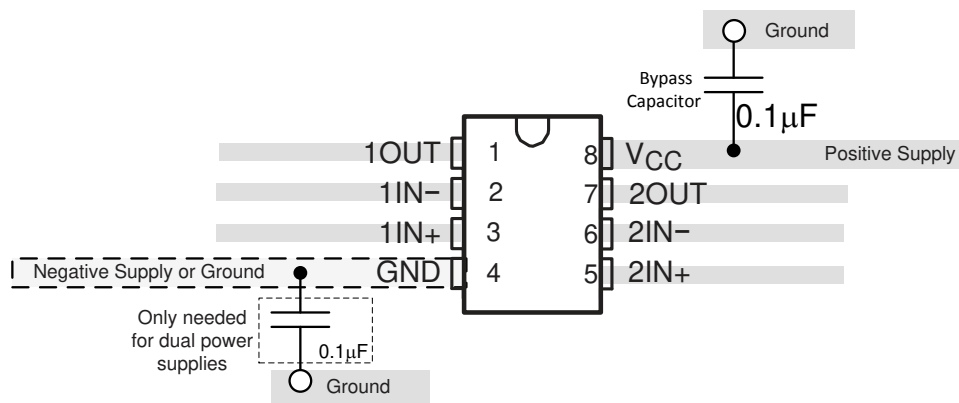 Ground
Bypass
Capacitor
0.1μF
1OUT 1 8 VCC Positive Supply
1IN− 2 7 2OUT
1IN+ 3 6 2IN−
Negative Supply or Ground GND 4 5 2IN+
Only needed
for dual power
supplies
0.1μF
Ground